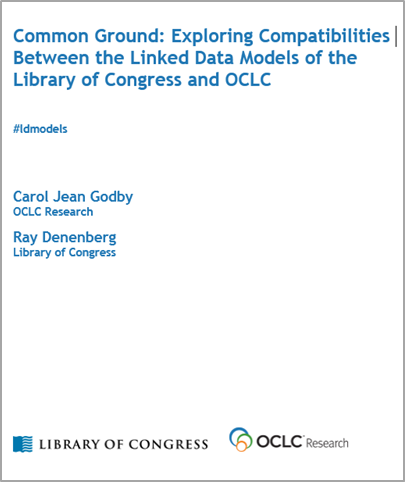 Common Ground: Exploring Compatibilities
Between the Linked Data Models of the
Library of Congress and OCLC
#ldmodels
Carol Jean Godby
OCLC Research
Ray Denenberg
Library of Congress
LIBRARY OF CONGRESS
OCLC Research